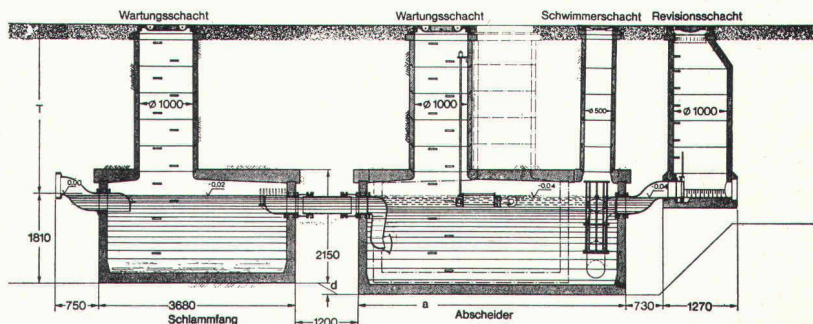 Wartungsschacht Wartungsschacht Schwimmerschacht Revisionsschacht
T
Ø 1000 Ø 1000 Ø 500 Ø 1000
0,00 -0,02 -0,04 -0,04
1810 2150
d
750 3680 a 730 1270
Schlammfang 1200 Abscheider